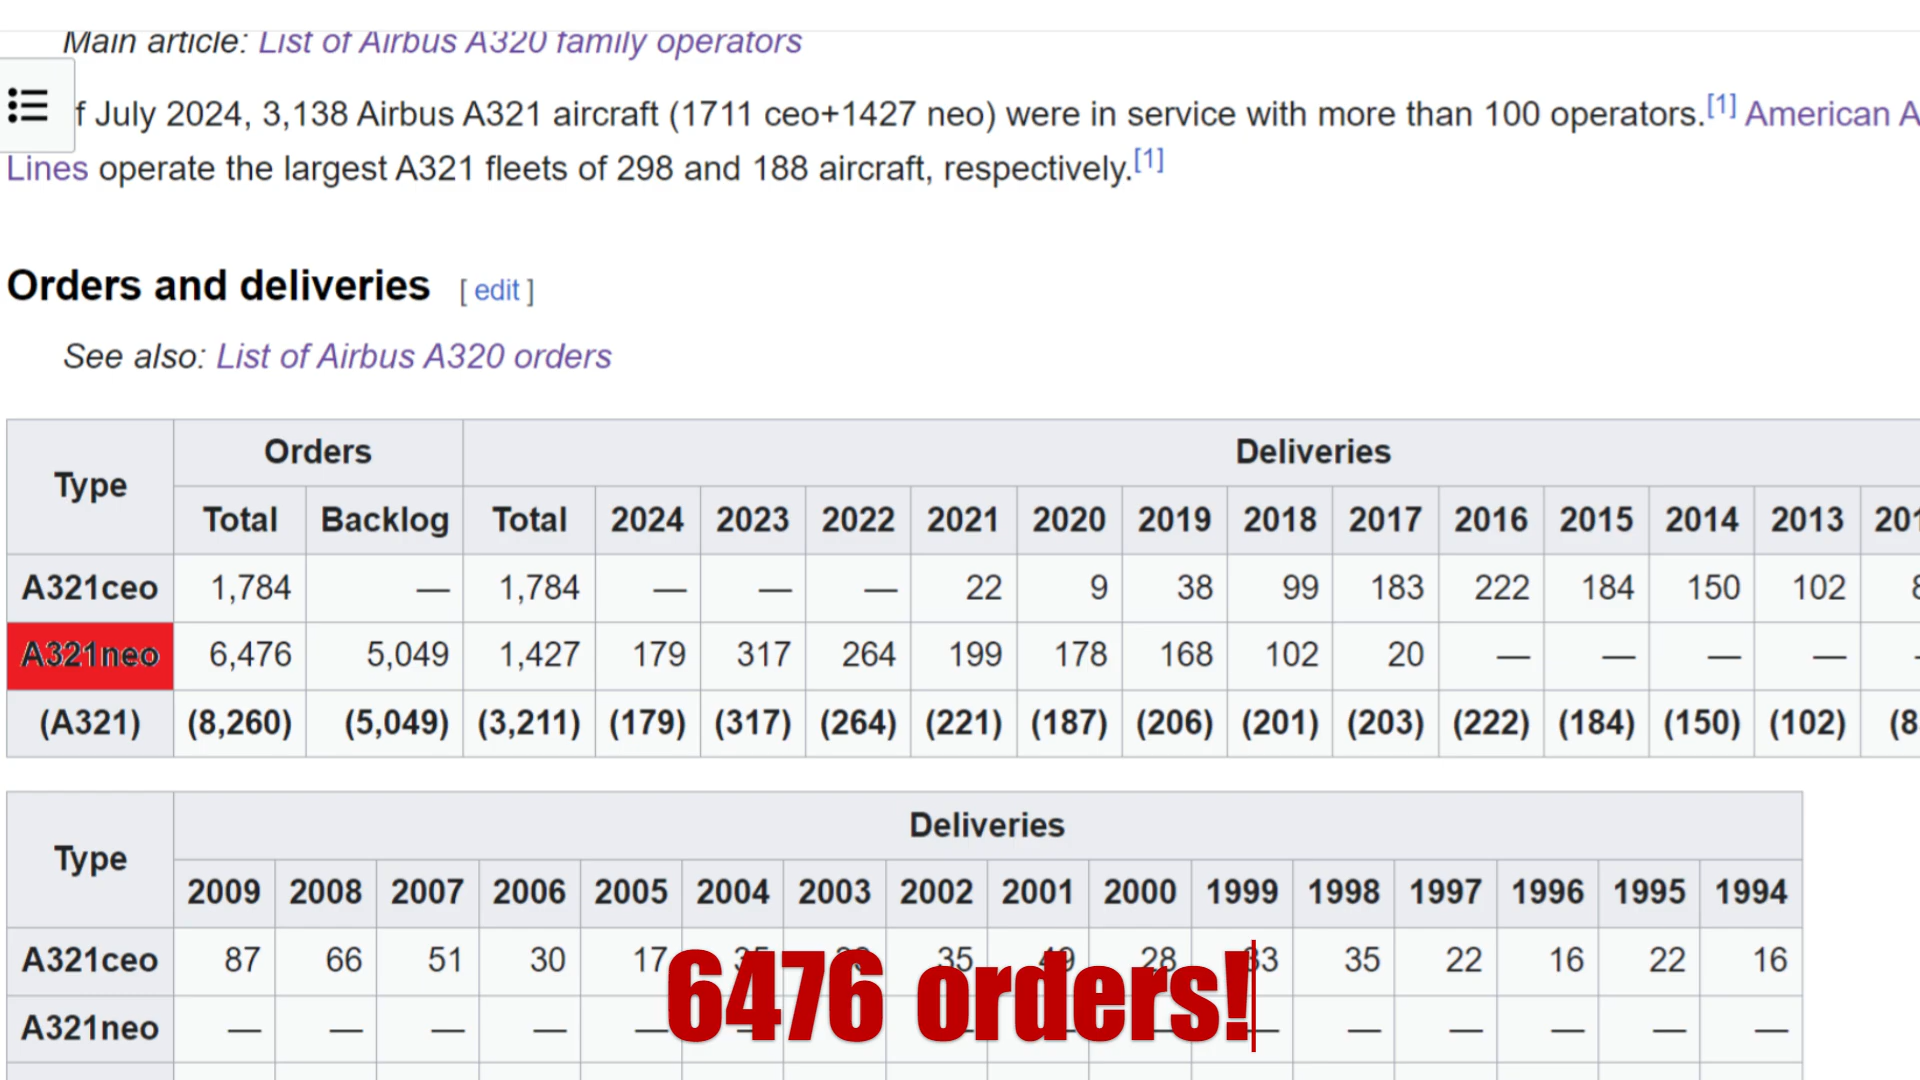 Main article: List of Airbus A320 family operators
f July 2024, 3,138 Airbus A321 aircraft (1711 ceo+1427 neo) were in service with more than 100 operators.[1] American A
Lines operate the largest A321 fleets of 298 and 188 aircraft, respectively.[1]
Orders and deliveries [ edit ]
See also: List of Airbus A320 orders
Type Orders Deliveries
Total Backlog Total 2024 2023 2022 2021 2020 2019 2018 2017 2016 2015 2014 2013 201
A321ceo 1,784 — 1,784 — — — 22 9 38 99 183 222 184 150 102
A321neo 6,476 5,049 1,427 179 317 264 199 178 168 102 20 — — — — -
(A321) (8,260) (5,049) (3,211) (179) (317) (264) (221) (187) (206) (201) (203) (222) (184) (150) (102) (8
Type Deliveries
2009 2008 2007 2006 2005 2004 2003 2002 2001 2000 1999 1998 1997 1996 1995 1994
A321ceo 87 66 51 30 17 35 35 49 28 33 35 22 16 22 16
A321neo — — — — — — — — — — — — —
6476 orders!